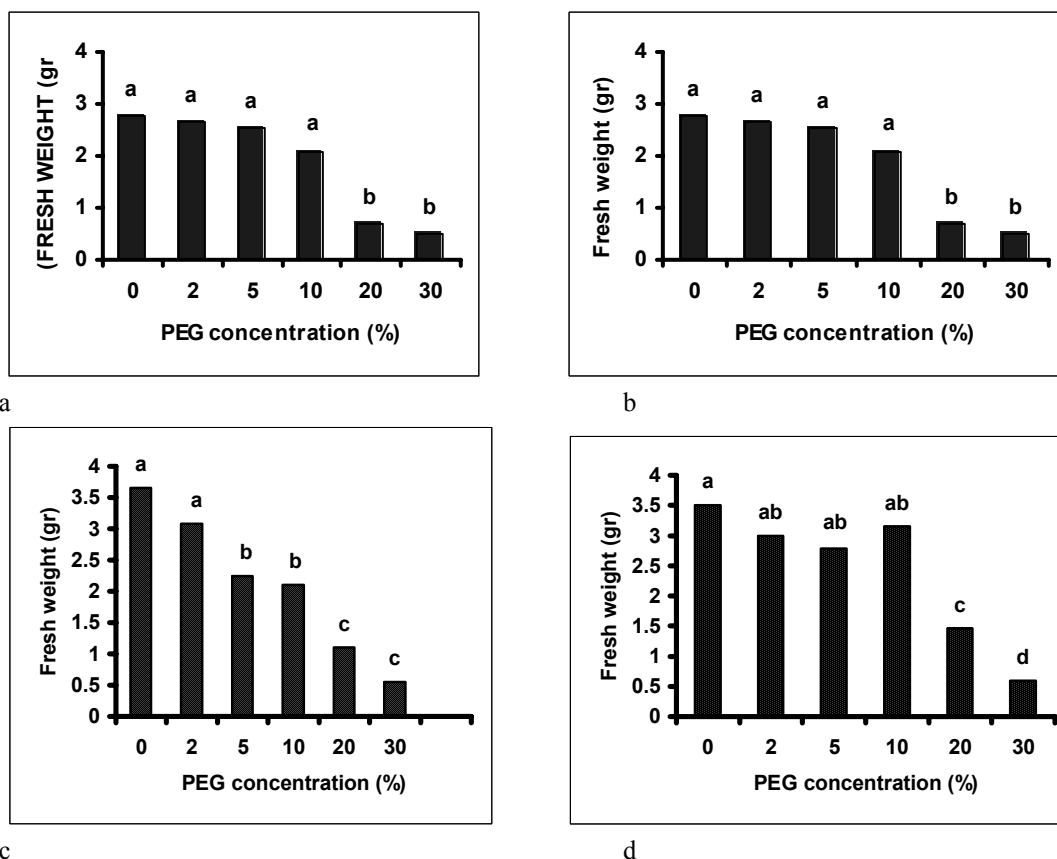 4
3
2
1
0
(FRESH WEIGHT (gr
a
a
a
a
b
b
0 2 5 10 20 30
PEG concentration (%)
a
4
3
2
1
0
Fresh weight (gr)
a
a
a
a
b
b
0 2 5 10 20 30
PEG concentration (%)
b
4
3.5
3
2.5
2
1.5
1
0.5
0
Fresh weight (gr)
a
a
b
b
c
c
0 2 5 10 20 30
PEG concentration (%)
c
4
3.5
3
2.5
2
1.5
1
0.5
0
Fresh weight (gr)
a
ab
ab
ab
c
d
0 2 5 10 20 30
PEG concentration (%)
d